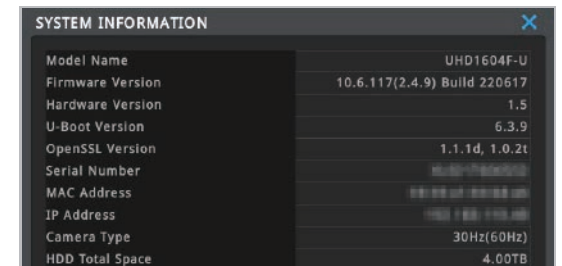 SYSTEM INFORMATION
Model Name UHD1604F-U
Firmware Version 10.6.117(2.4.9) Build 220617
Hardware Version 1.5
U-Boot Version 6.3.9
OpenSSL Version 1.1.1d, 1.0.2t
Serial Number
MAC Address
IP Address
Camera Type 30Hz(60Hz)
HDD Total Space 4.00TB